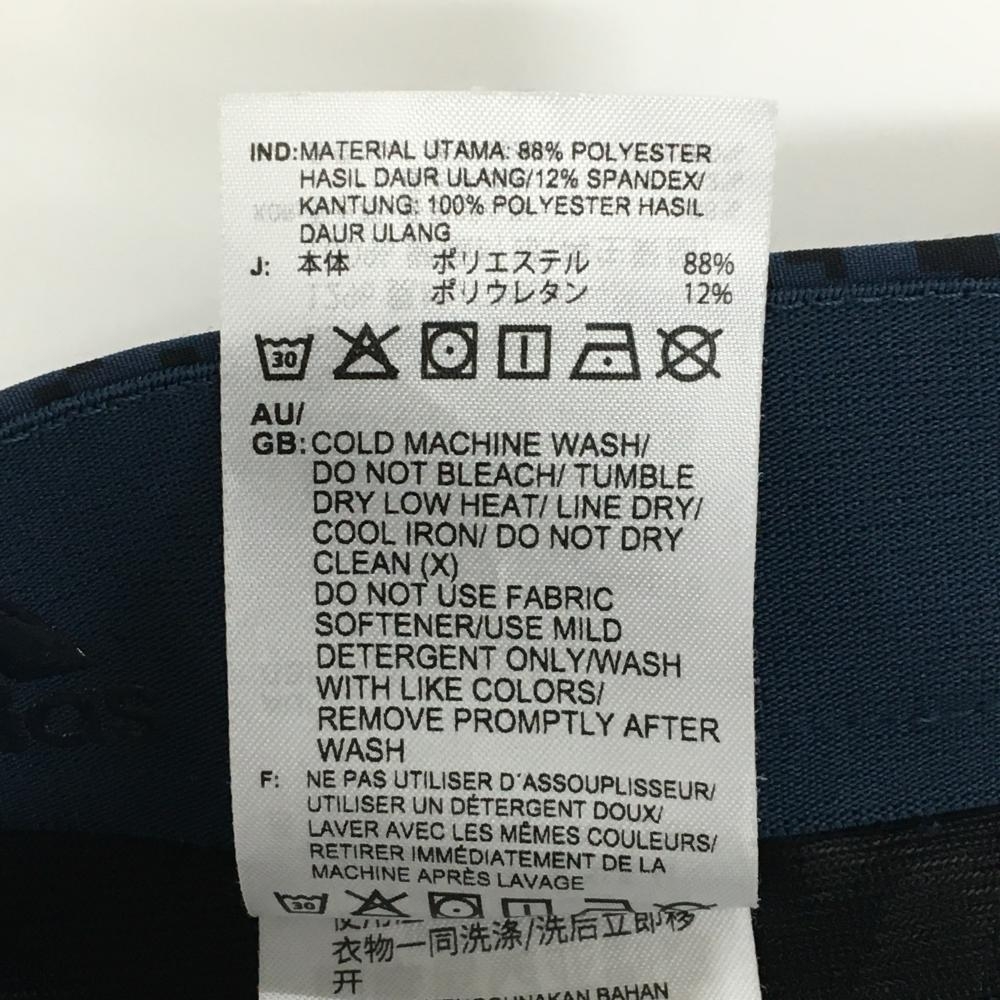 IND:MATERIAL UTAMA: 88% POLYESTER
HASIL DAUR ULANG/12% SPANDEX/
KANTUNG: 100% POLYESTER HASIL
DAUR ULANG
J: 本体 ポリエステル 88%
ポリウレタン 12%
30
AU/
GB: COLD MACHINE WASH/
DO NOT BLEACH/ TUMBLE
DRY LOW HEAT/ LINE DRY/
COOL IRON/ DO NOT DRY
CLEAN (X)
DO NOT USE FABRIC
SOFTENER/USE MILD
DETERGENT ONLY/WASH
WITH LIKE COLORS/
REMOVE PROMPTLY AFTER
WASH
F: NE PAS UTILISER D'ASSOUPLISSEUR/
UTILISER UN DÉTERGENT DOUX/
LAVER AVEC LES MÊMES COULEURS/
RETIRER IMMÉDIATEMENT DE LA
MACHINE APRÈS LAVAGE
30
衣物一同洗涤/洗后立即移
开
BAHAN